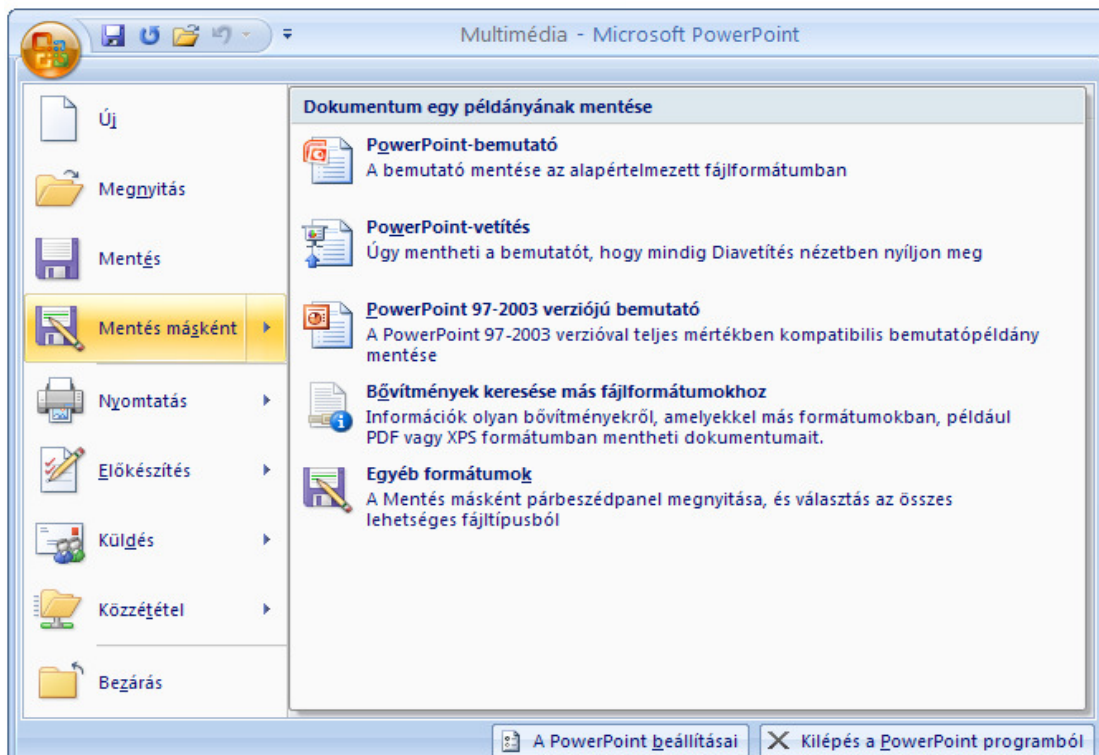 Multimédia - Microsoft PowerPoint
Új
Megnyitás
Mentés
Mentés másként
Nyomtatás
Előkészítés
Küldés
Közzététel
Bezárás
Dokumentum egy példányának mentése
PowerPoint-bemutató
A bemutató mentése az alapértelmezett fájlformátumban
PowerPoint-vetítés
Úgy mentheti a bemutatót, hogy mindig Diavetítés nézetben nyíljon meg
PowerPoint 97-2003 verziójú bemutató
A PowerPoint 97-2003 verzióval teljes mértékben kompatibilis bemutatópéldány
mentése
Bővítmények keresése más fájlformátumokhoz
Információk olyan bővítményekről, amelyekkel más formátumokban, például
PDF vagy XPS formátumban mentheti dokumentumait.
Egyéb formátumok
A Mentés másként párbeszédpanel megnyitása, és választás az összes
lehetséges fájltípusból
A PowerPoint beállításai
Kilépés a PowerPoint programból